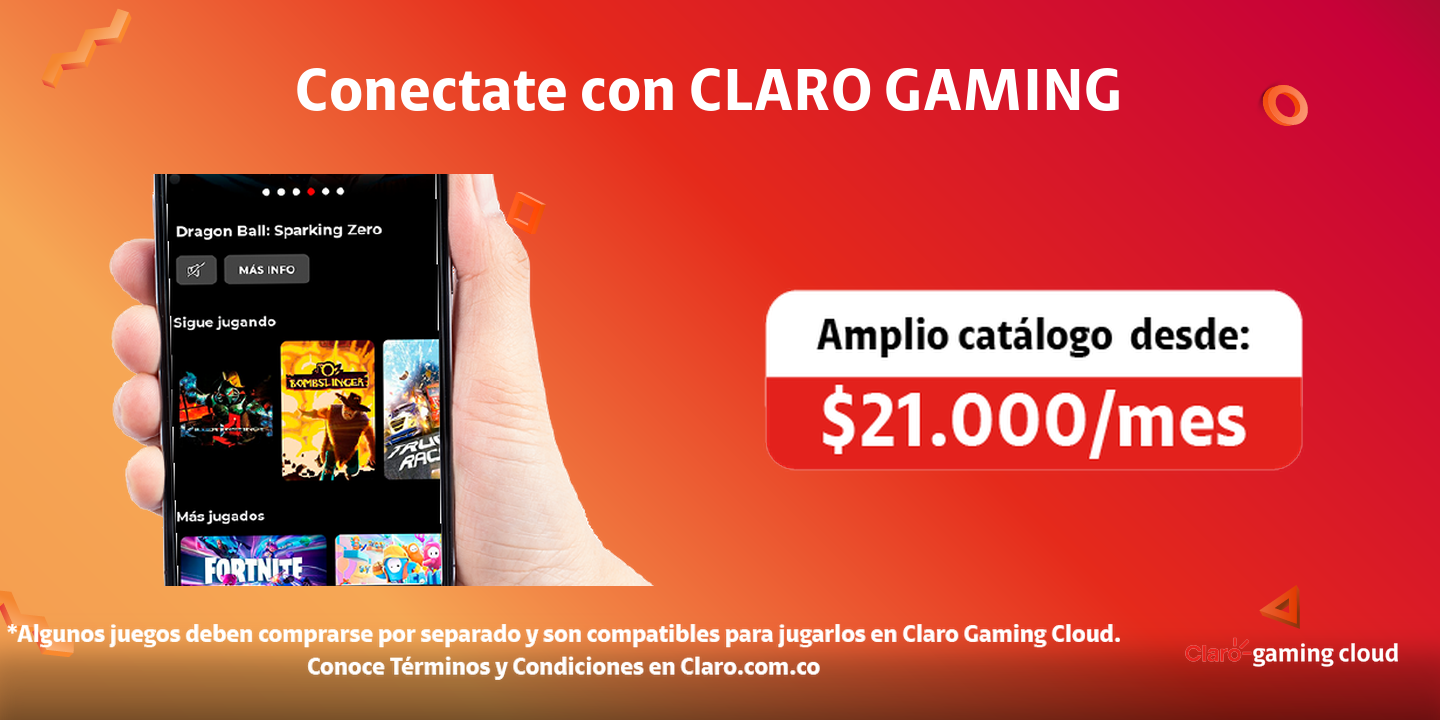 Conectate con CLARO GAMING
Dragon Ball: Sparking Zero
MÁS INFO
Sigue jugando
BOMBSLINGER
TRUCK
RAC
Más jugados
FORTNITE
Amplio catálogo desde:
$21.000/mes
*Algunos juegos deben comprarse por separado y son compatibles para jugarlos en Claro Gaming Cloud.
Conoce Términos y Condiciones en Claro.com.co
Claro gaming cloud